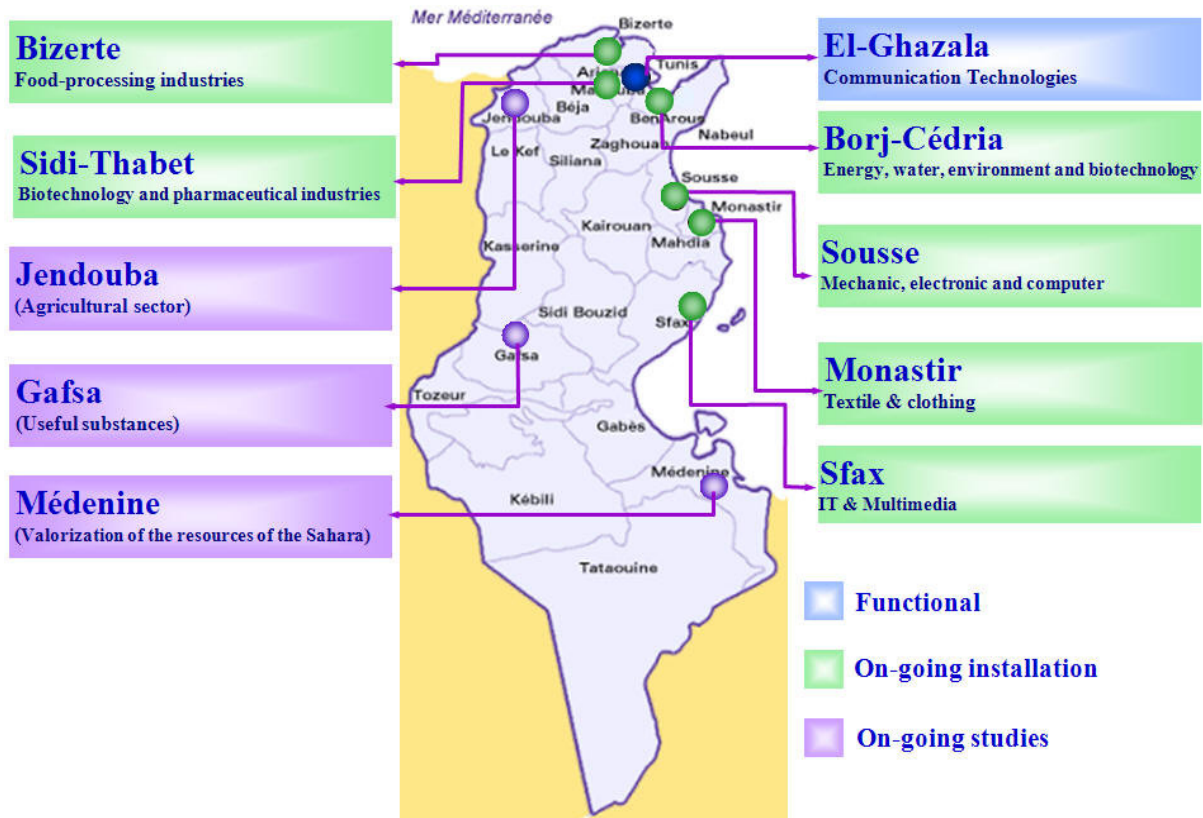 Mer Méditerranée
Bizerte
Food-processing industries
Sidi-Thabet
Biotechnology and pharmaceutical industries
Jendouba
(Agricultural sector)
Gafsa
(Useful substances)
Médenine
(Valorization of the resources of the Sahara)
Bizerte
Tunis
Béja
Jendouba
BenArous
Nabeul
Zaghouan
Le Kef
Siliana
Sousse
Monastir
Kairouan
Mahdia
Kasserine
Sidi Bouzid
Sfax
Gafsa
Tozeur
Gabès
Médenine
Kébili
Tataouine
El-Ghazala
Communication Technologies
Borj-Cédria
Energy, water, environment and biotechnology
Sousse
Mechanic, electronic and computer
Monastir
Textile & clothing
Sfax
IT & Multimedia
Functional
On-going installation
On-going studies